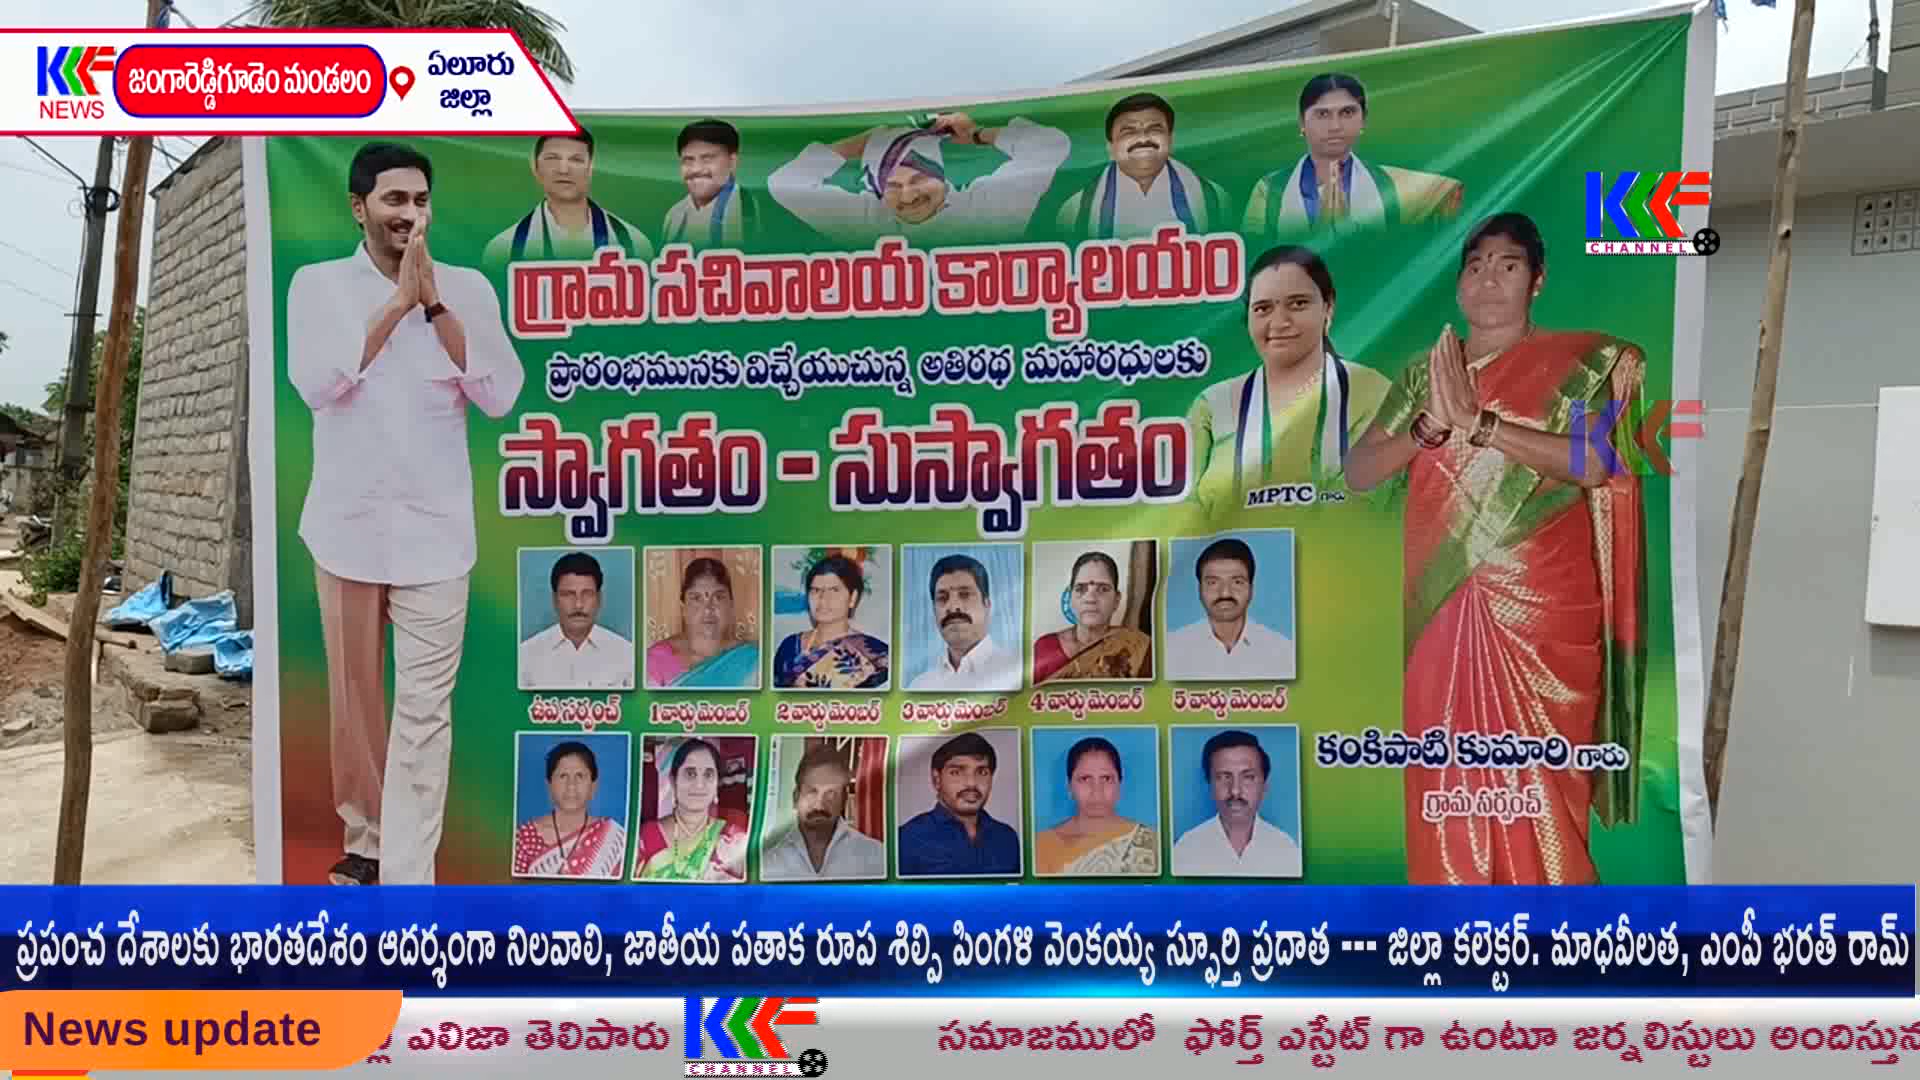 KKF
NEWS
జంగారెడ్డిగూడెం మండలం
ఏలూరు
జిల్లా
KKF
CHANNEL
గ్రామ సచివాలయ కార్యాలయం
ప్రారంభమునకు విచ్చేయుచున్న అతిరథ మహారథులకు
స్వాగతం - సుస్వాగతం
MPTC గారు
KKF
ఉప సర్పంచ్
1 వార్డు మెంబర్
2 వార్డు మెంబర్
3 వార్డు మెంబర్
4 వార్డు మెంబర్
5 వార్డు మెంబర్
కంకిపాటి కుమారి గారు
గ్రామ సర్పంచ్
ప్రపంచ దేశాలకు భారతదేశం ఆదర్శంగా నిలవాలి, జాతీయ పతాక రూప శిల్పి పింగళి వెంకయ్య స్ఫూర్తి ప్రదాత --- జిల్లా కలెక్టర్. మాధవీలత, ఎంపీ భరత్ రామ్
News update
ఎలిజా తెలిపారు
KKF
CHANNEL
సమాజములో ఫోర్త్ ఎస్టేట్ గా ఉంటూ జర్నలిస్టులు